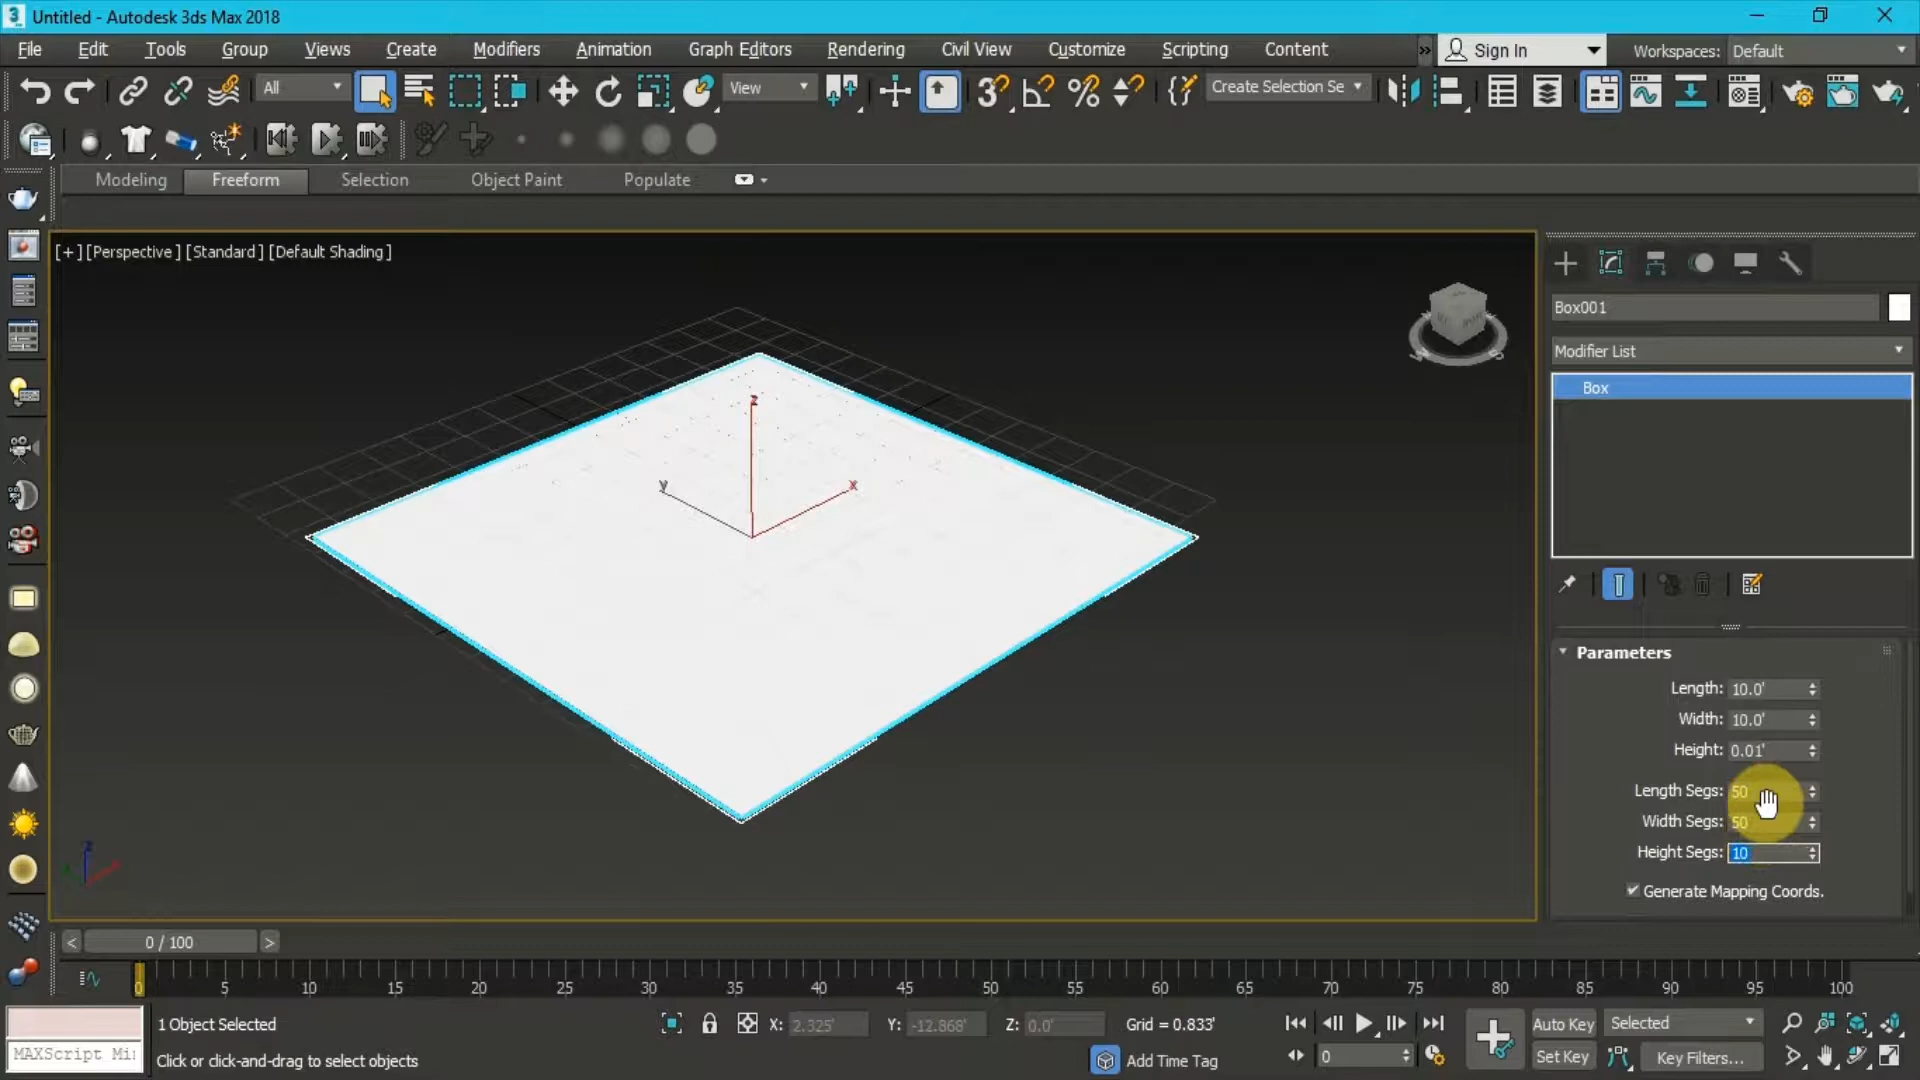 Untitled - Autodesk 3ds Max 2018
File Edit Tools Group Views Create Modifiers Animation Graph Editors Rendering Civil View Customize Scripting Content » Sign In Workspaces: Default
All View Create Selection Se
Modeling Freeform Selection Object Paint Populate
[+] [Perspective] [Standard] [Default Shading]
Box001
Modifier List
Box
z
y x
Parameters
Length: 10.0'
Width: 10.0'
Height: 0.01'
Length Segs: 50
Width Segs: 50
Height Segs: 10
Generate Mapping Coords.
< 0 / 100 >
0 5 10 15 20 25 30 35 40 45 50 55 60 65 70 75 80 85 90 95 100
1 Object Selected X: 2.325' Y: -12.868' Z: 0.0' Grid = 0.833' Auto Key Selected
MAXScript Mi Click or click-and-drag to select objects Add Time Tag 0 Set Key Key Filters...